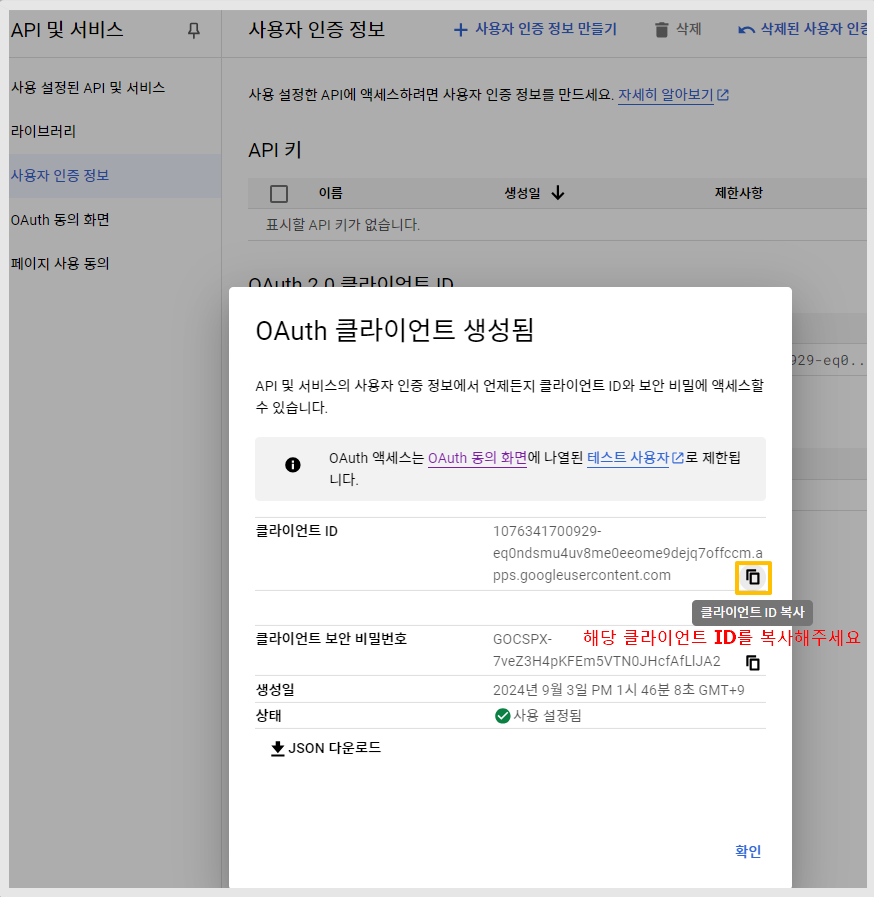 API 및 서비스
사용자 인증 정보
사용자 인증 정보 만들기
삭제
삭제된 사용자
사용 설정된 API 및 서비스
라이브러리
사용자 인증 정보
OAuth 동의 화면
페이지 사용 동의
사용 설정한 API에 액세스하려면 사용자 인증 정보를 만드세요. 자세히 알아보기
API 키
이름 생성일 제한사항
표시할 API 키가 없습니다.
OAuth 2.0 클라이언트 ID
929-eq0...
OAuth 클라이언트 생성됨
API 및 서비스의 사용자 인증 정보에서 언제든지 클라이언트 ID와 보안 비밀에 액세스할
수 있습니다.
OAuth 액세스는 OAuth 동의 화면에 나열된 테스트 사용자로 제한됩
니다.
클라이언트 ID
1076341700929-
eq0ndsmu4uv8me0eeome9dejq7offccm.a
pps.googleusercontent.com
클라이언트 ID 복사
해당 클라이언트 ID를 복사해주세요
클라이언트 보안 비밀번호
GOCSPX-
7veZ3H4pKFEm5VTN0JHcfAfLlJA2
생성일 2024년 9월 3일 PM 1시 46분 8초 GMT+9
상태 사용 설정됨
JSON 다운로드
확인